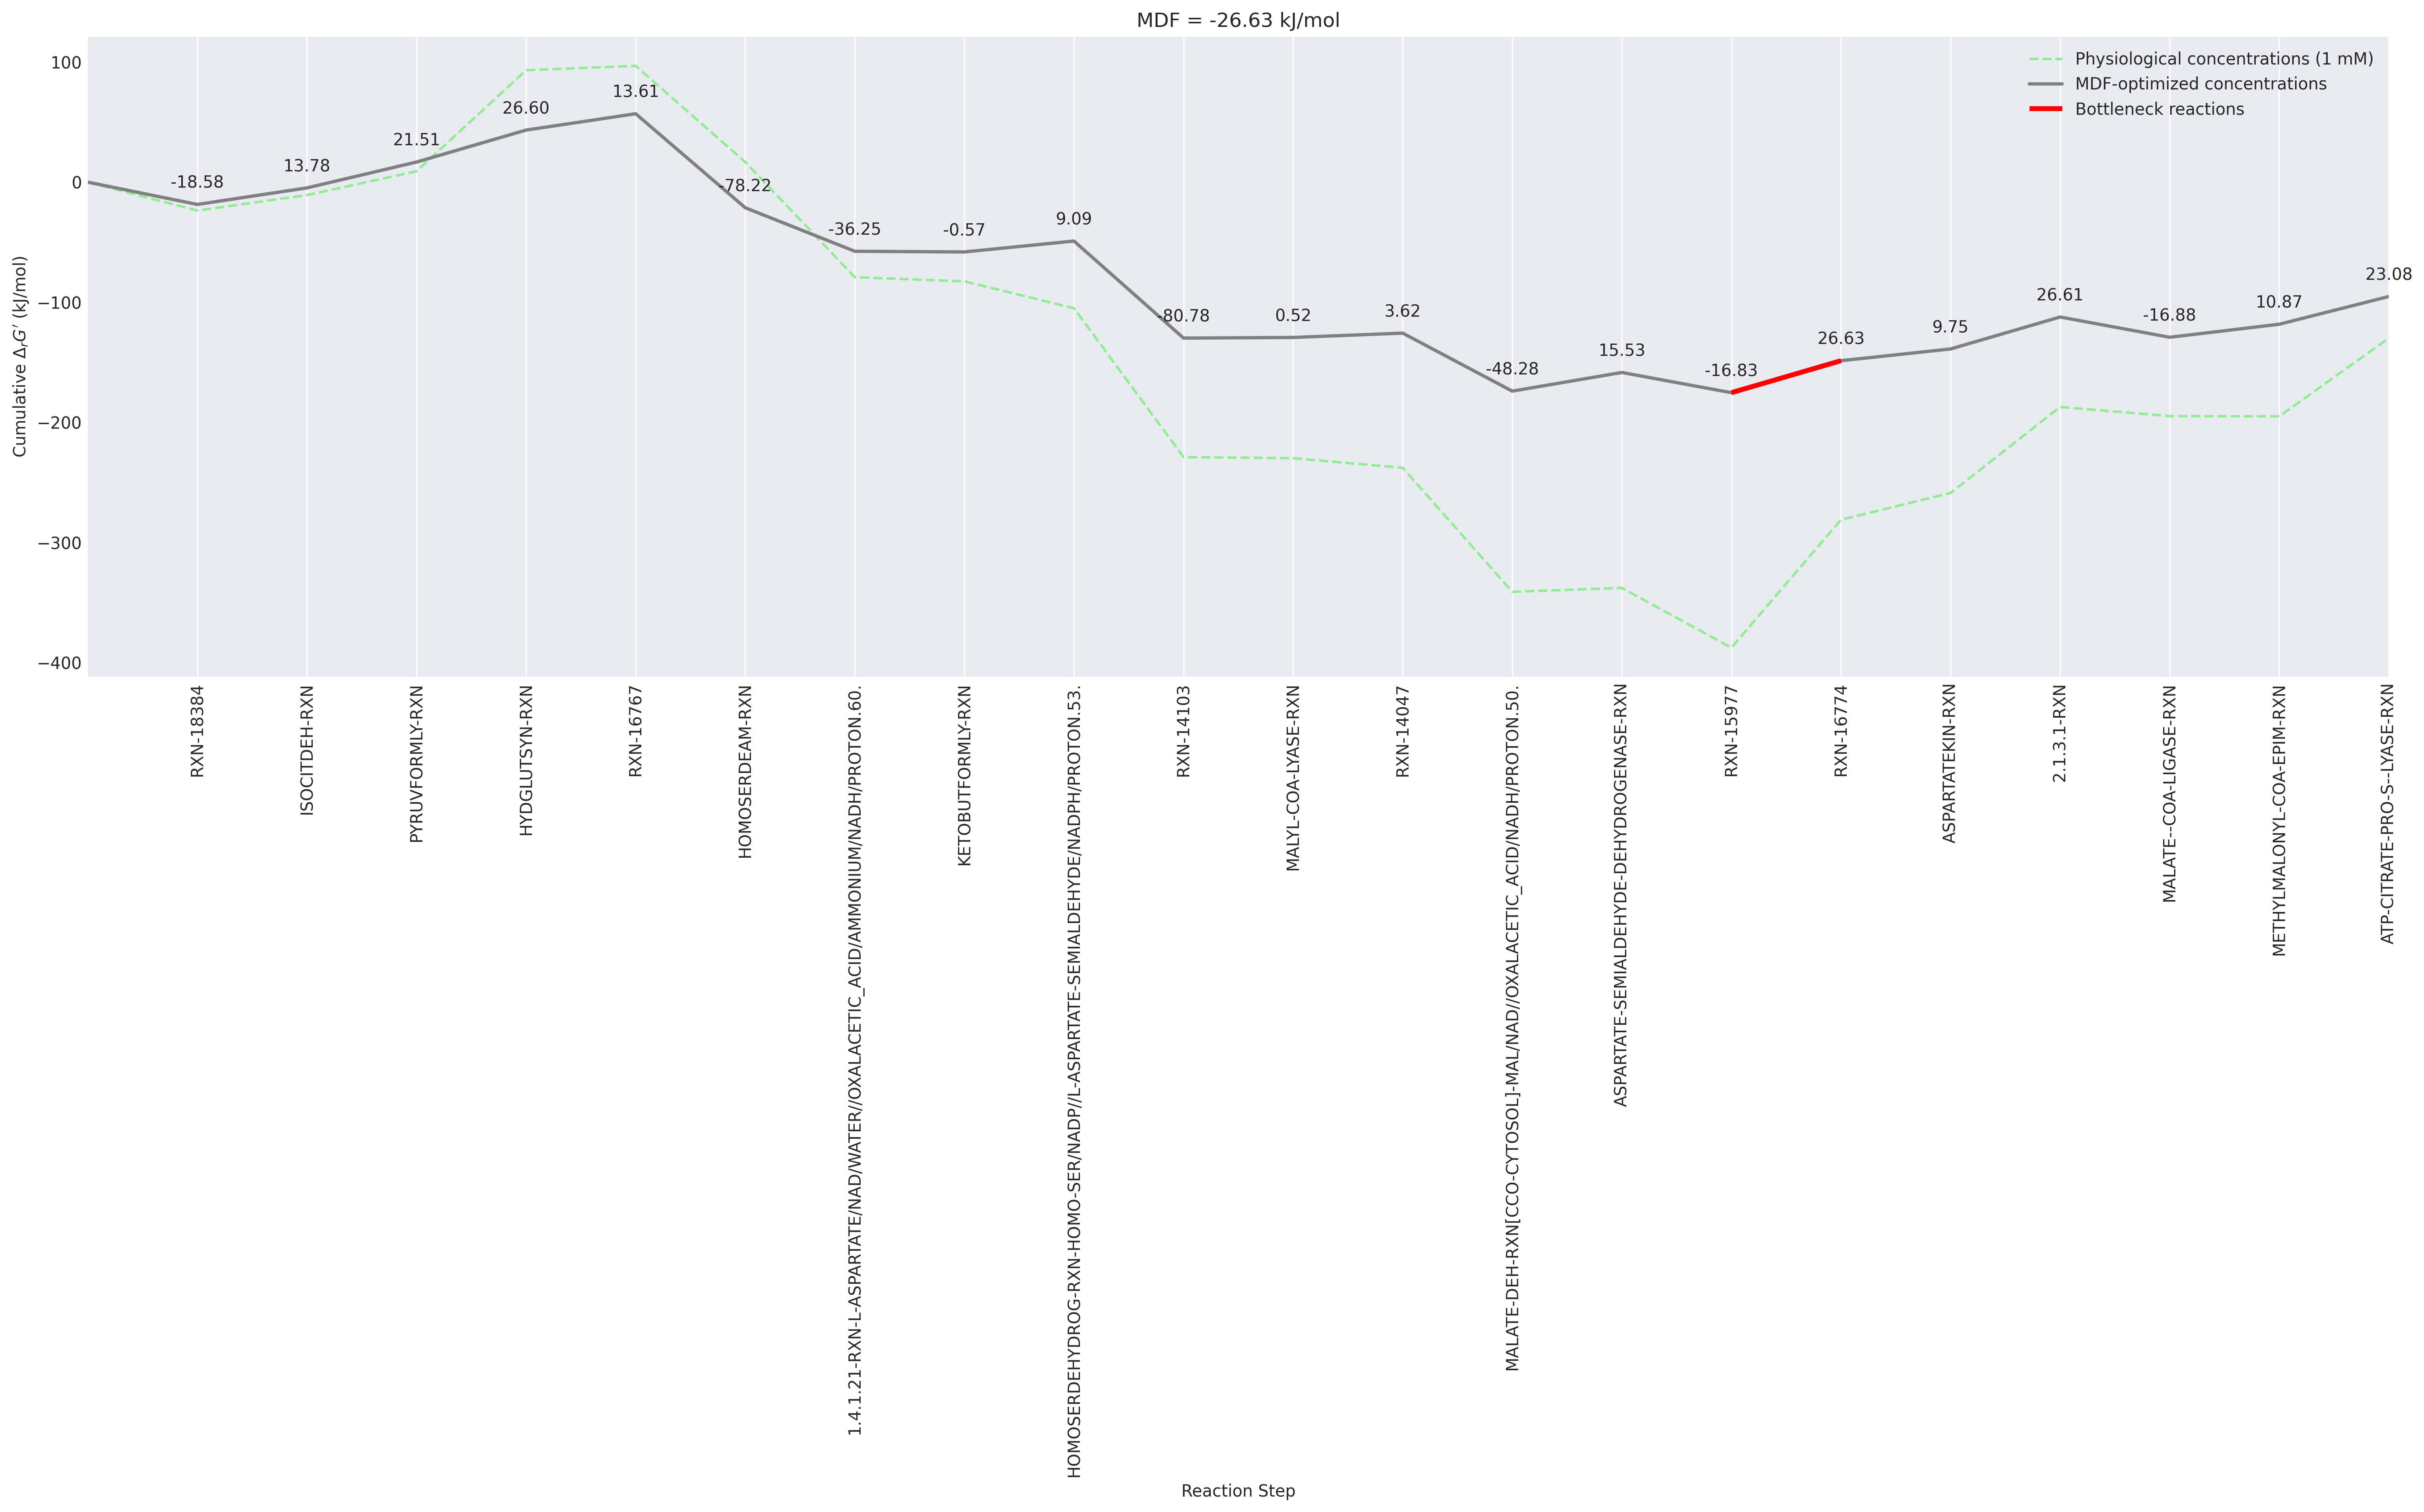 MDF = -26.63 kJ/mol
Physiological concentrations (1 mM)
MDF-optimized concentrations
Bottleneck reactions
Cumulative ΔrG′ (kJ/mol)
100
0
−100
−200
−300
−400
-18.58
13.78
21.51
26.60
13.61
-78.22
-36.25
-0.57
9.09
-80.78
0.52
3.62
-48.28
15.53
-16.83
26.63
9.75
26.61
-16.88
10.87
23.08
RXN-18384
ISOCITDEH-RXN
PYRUVFORMLY-RXN
HYDGLUTSYN-RXN
RXN-16767
HOMOSERDEAM-RXN
1.4.1.21-RXN-L-ASPARTATE/NAD/WATER//OXALACETIC_ACID/AMMONIUM/NADH/PROTON.60.
KETOBUTFORMLY-RXN
HOMOSERDEHYDROG-RXN-HOMO-SER/NADP//L-ASPARTATE-SEMIALDEHYDE/NADPH/PROTON.53.
RXN-14103
MALYL-COA-LYASE-RXN
RXN-14047
MALATE-DEH-RXN[CCO-CYTOSOL]-MAL/NAD//OXALACETIC_ACID/NADH/PROTON.50.
ASPARTATE-SEMIALDEHYDE-DEHYDROGENASE-RXN
RXN-15977
RXN-16774
ASPARTATEKIN-RXN
2.1.3.1-RXN
MALATE--COA-LIGASE-RXN
METHYLMALONYL-COA-EPIM-RXN
ATP-CITRATE-PRO-S--LYASE-RXN
Reaction Step